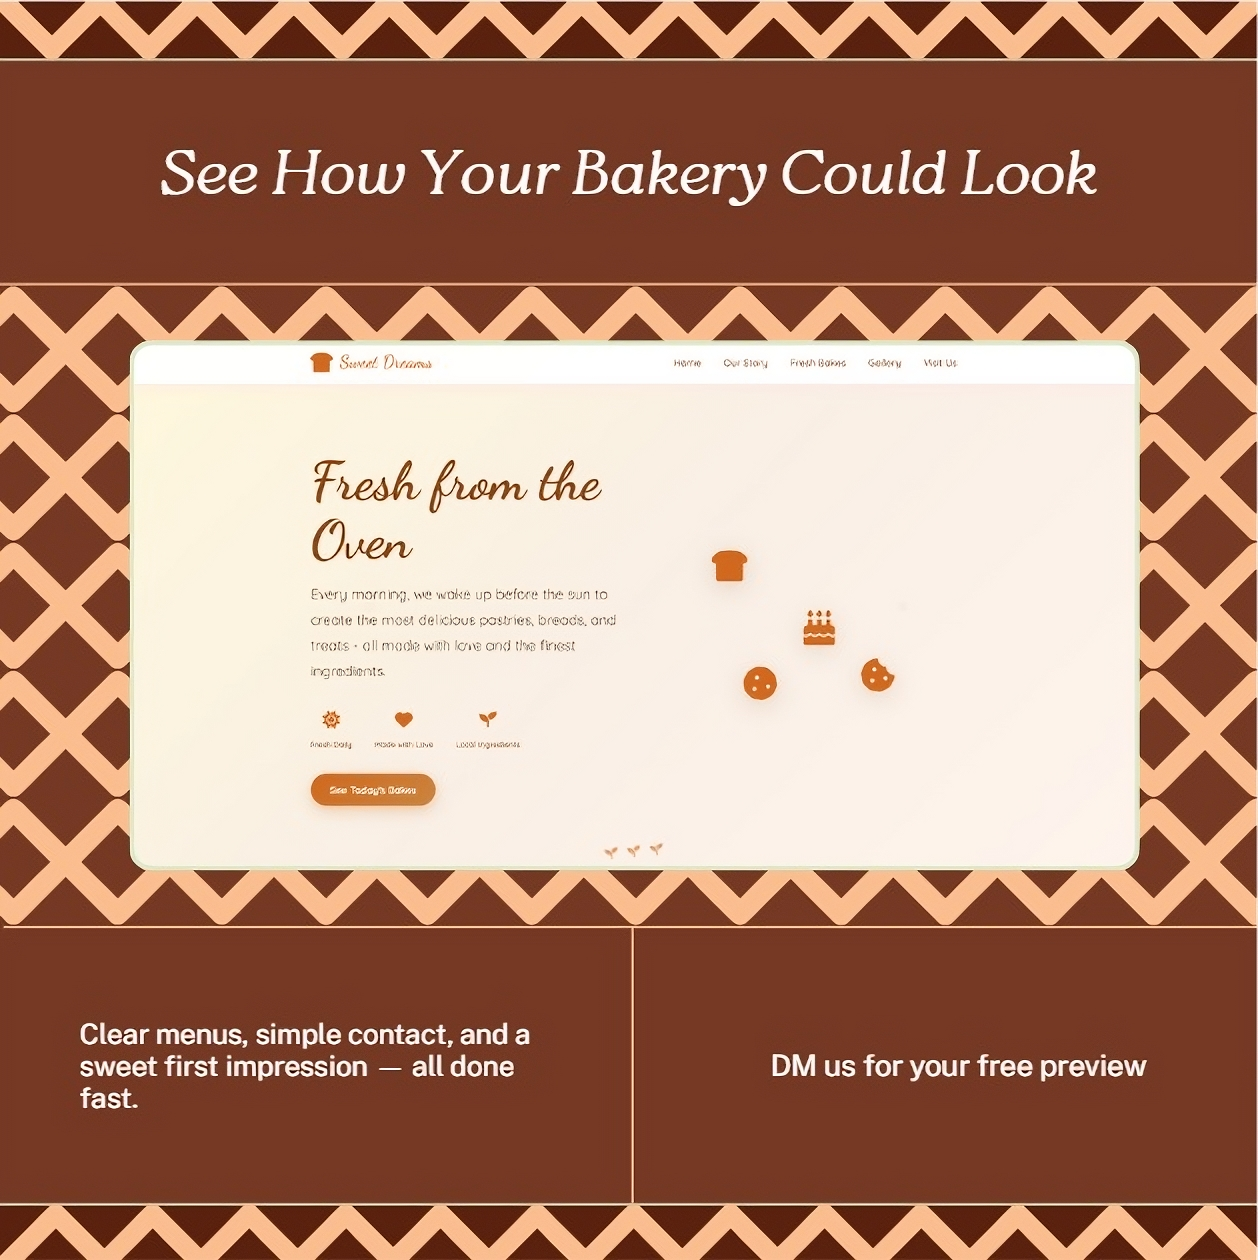 See How Your Bakery Could Look
Sweet Dreams
Home Our Story Fresh Bakes Gallery Visit Us
Fresh from the
Oven
Every morning, we wake up before the sun to
create the most delicious pastries, breads, and
treats - all made with love and the finest
ingredients.
Fresh Daily Made with Love Local Ingredients
See Today's Bakes
Clear menus, simple contact, and a
sweet first impression — all done
fast.
DM us for your free preview